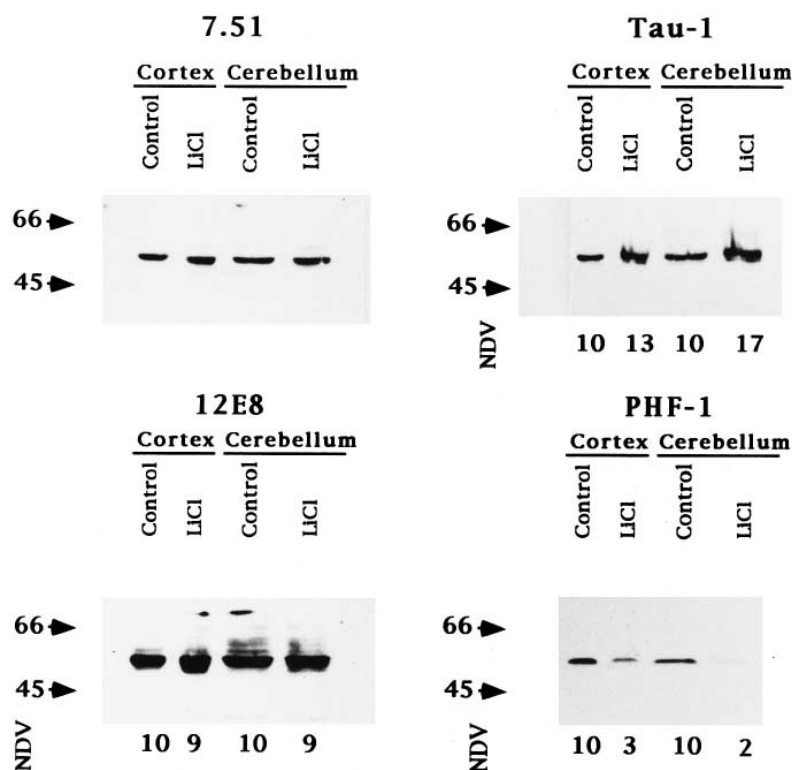 7.51
Cortex Cerebellum
Control LiCl Control LiCl
66
45
Tau-1
Cortex Cerebellum
Control LiCl Control LiCl
66
45
NDV 10 13 10 17
12E8
Cortex Cerebellum
Control LiCl Control LiCl
66
45
NDV 10 9 10 9
PHF-1
Cortex Cerebellum
Control LiCl Control LiCl
66
45
NDV 10 3 10 2